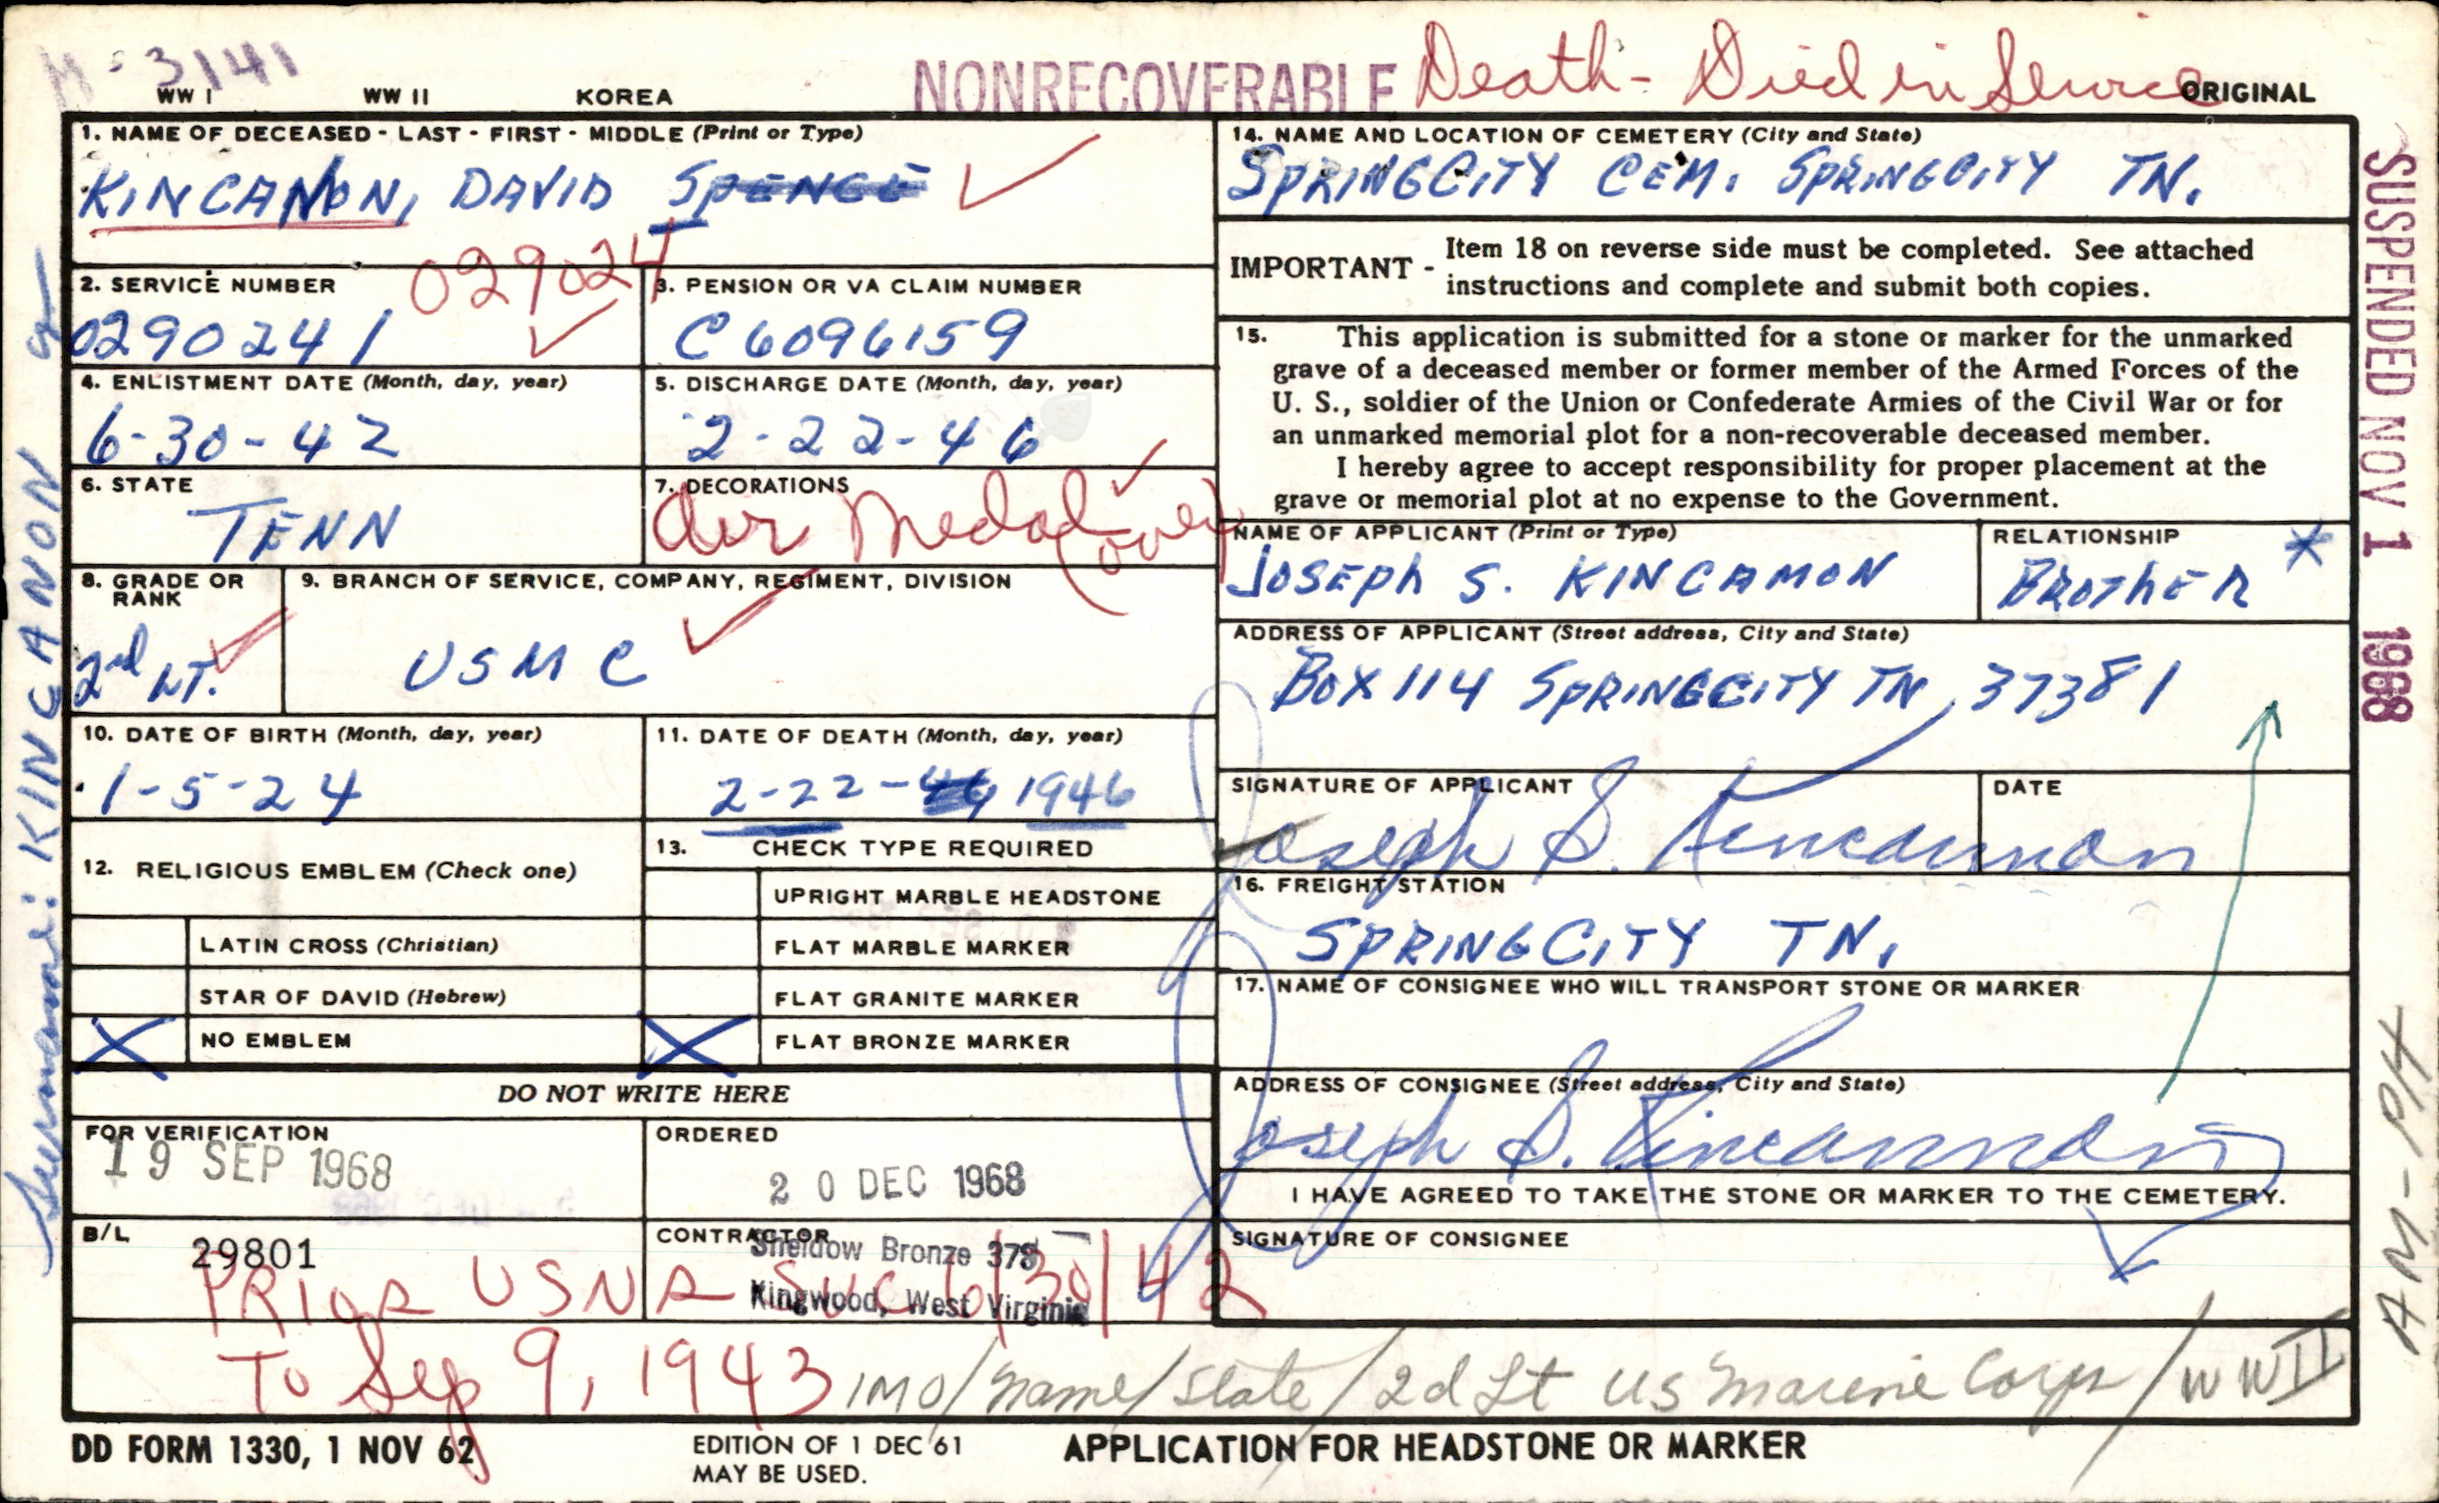 3141
WW I WW II KOREA NONRECOVERABLE Death - Died in Service ORIGINAL
1. NAME OF DECEASED - LAST - FIRST - MIDDLE (Print or Type)
KINCANON, DAVID SPENCE
2. SERVICE NUMBER 029024
0290241
3. PENSION OR VA CLAIM NUMBER
C6096159
4. ENLISTMENT DATE (Month, day, year)
6-30-42
5. DISCHARGE DATE (Month, day, year)
2-22-46
6. STATE
TENN
7. DECORATIONS
Air Medal (over)
8. GRADE OR RANK
2nd LT.
9. BRANCH OF SERVICE, COMPANY, REGIMENT, DIVISION
USMC
10. DATE OF BIRTH (Month, day, year)
1-5-24
11. DATE OF DEATH (Month, day, year)
2-22-46 1946
12. RELIGIOUS EMBLEM (Check one)
LATIN CROSS (Christian)
STAR OF DAVID (Hebrew)
X NO EMBLEM
13. CHECK TYPE REQUIRED
UPRIGHT MARBLE HEADSTONE
FLAT MARBLE MARKER
FLAT GRANITE MARKER
X FLAT BRONZE MARKER
DO NOT WRITE HERE
FOR VERIFICATION
19 SEP 1968
ORDERED
20 DEC 1968
B/L
29801
CONTRACTOR
Sheidow Bronze 378
Kingwood, West Virginia
PRIOR USNR SVC 6/30/42
To Sep 9, 1943
IMO/Name/State/2d Lt US Marine Corps/WWII
14. NAME AND LOCATION OF CEMETERY (City and State)
SPRINGCITY CEM. SPRINGCITY TN.
IMPORTANT - Item 18 on reverse side must be completed. See attached
instructions and complete and submit both copies.
15. This application is submitted for a stone or marker for the unmarked
grave of a deceased member or former member of the Armed Forces of the
U. S., soldier of the Union or Confederate Armies of the Civil War or for
an unmarked memorial plot for a non-recoverable deceased member.
I hereby agree to accept responsibility for proper placement at the
grave or memorial plot at no expense to the Government.
NAME OF APPLICANT (Print or Type)
JOSEPH S. KINCAMON
RELATIONSHIP
BROTHER *
ADDRESS OF APPLICANT (Street address, City and State)
BOX 114 SPRINGCITY TN 37381
SIGNATURE OF APPLICANT
Joseph S. Kincannon
DATE
16. FREIGHT STATION
SPRINGCITY TN.
17. NAME OF CONSIGNEE WHO WILL TRANSPORT STONE OR MARKER
ADDRESS OF CONSIGNEE (Street address, City and State)
Joseph S. Kincannon
I HAVE AGREED TO TAKE THE STONE OR MARKER TO THE CEMETERY.
SIGNATURE OF CONSIGNEE
DD FORM 1330, 1 NOV 62
EDITION OF 1 DEC 61
MAY BE USED.
APPLICATION FOR HEADSTONE OR MARKER
Surname: KINCANON
SUSPENDED NOV 1 1968
AM-PH